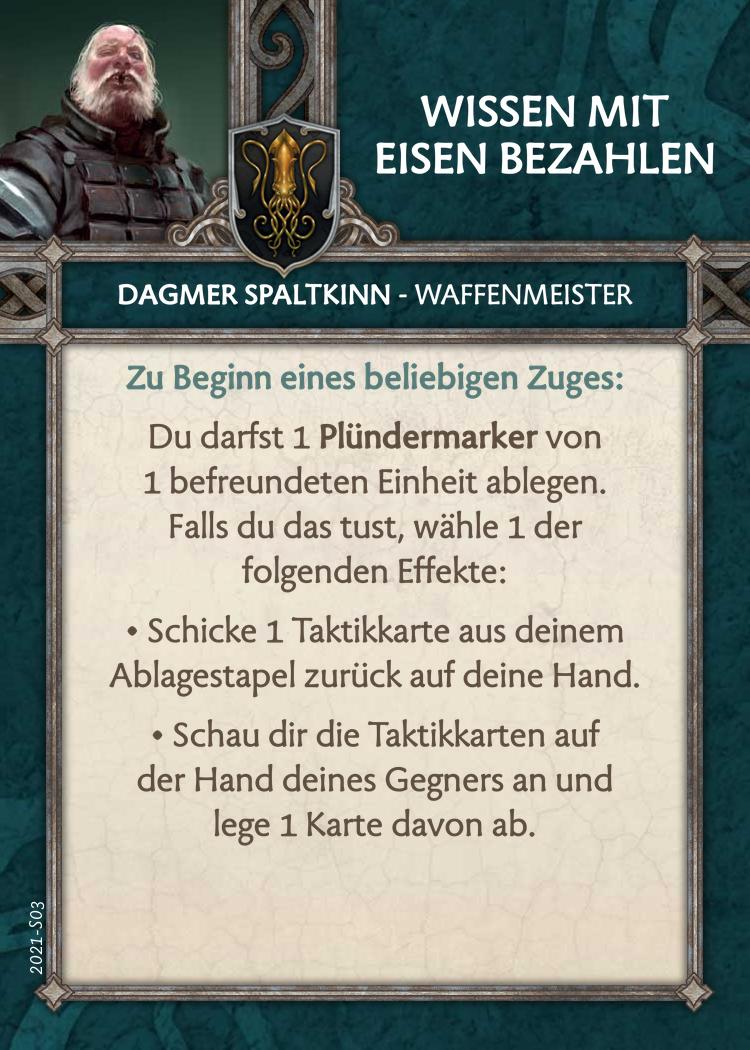 WISSEN MIT
EISEN BEZAHLEN
DAGMER SPALTKINN - WAFFENMEISTER
Zu Beginn eines beliebigen Zuges:
Du darfst 1 Plündermarker von
1 befreundeten Einheit ablegen.
Falls du das tust, wähle 1 der
folgenden Effekte:
• Schicke 1 Taktikkarte aus deinem
Ablagestapel zurück auf deine Hand.
• Schau dir die Taktikkarten auf
der Hand deines Gegners an und
lege 1 Karte davon ab.
2021-S03